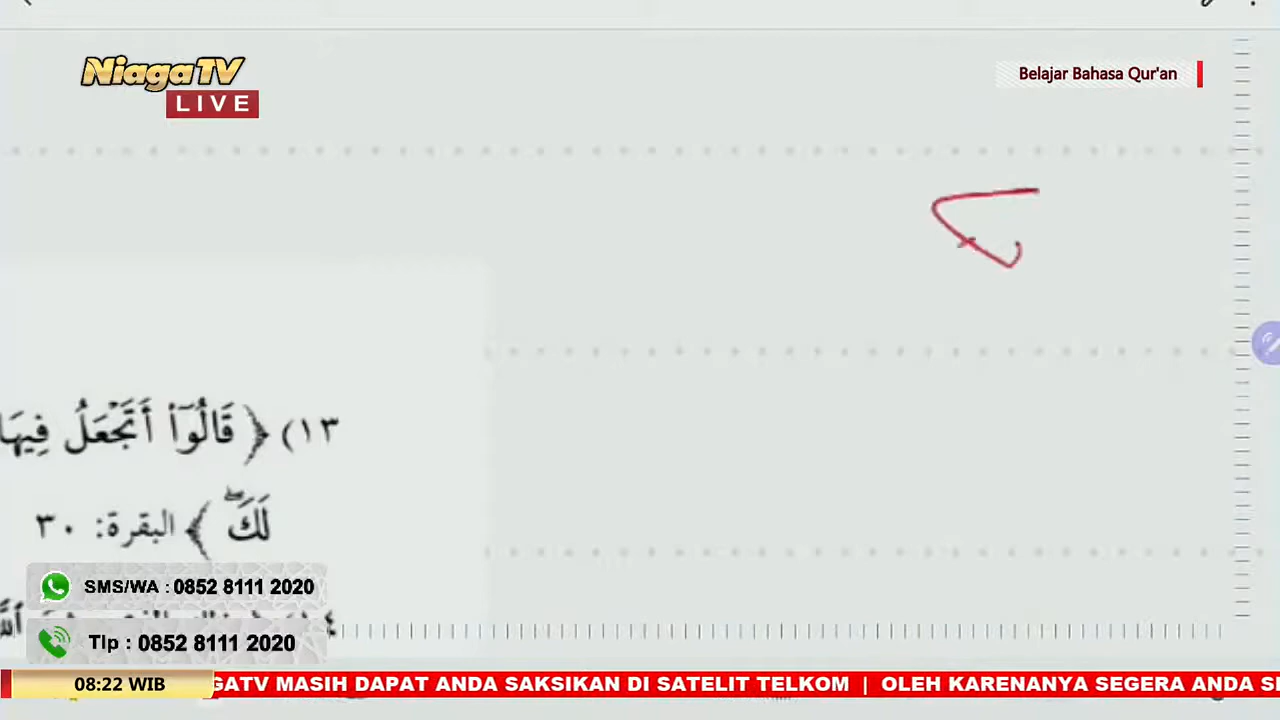 NiagaTV
LIVE
Belajar Bahasa Qur'an
١٣) ﴿ قَالُوٓا۟ أَتَجْعَلُ فِيهَا
لَكَ ۖ ﴾ البقرة: ٣٠
SMS/WA : 0852 8111 2020
Tlp : 0852 8111 2020
08:22 WIB
GATV MASIH DAPAT ANDA SAKSIKAN DI SATELIT TELKOM | OLEH KARENANYA SEGERA ANDA